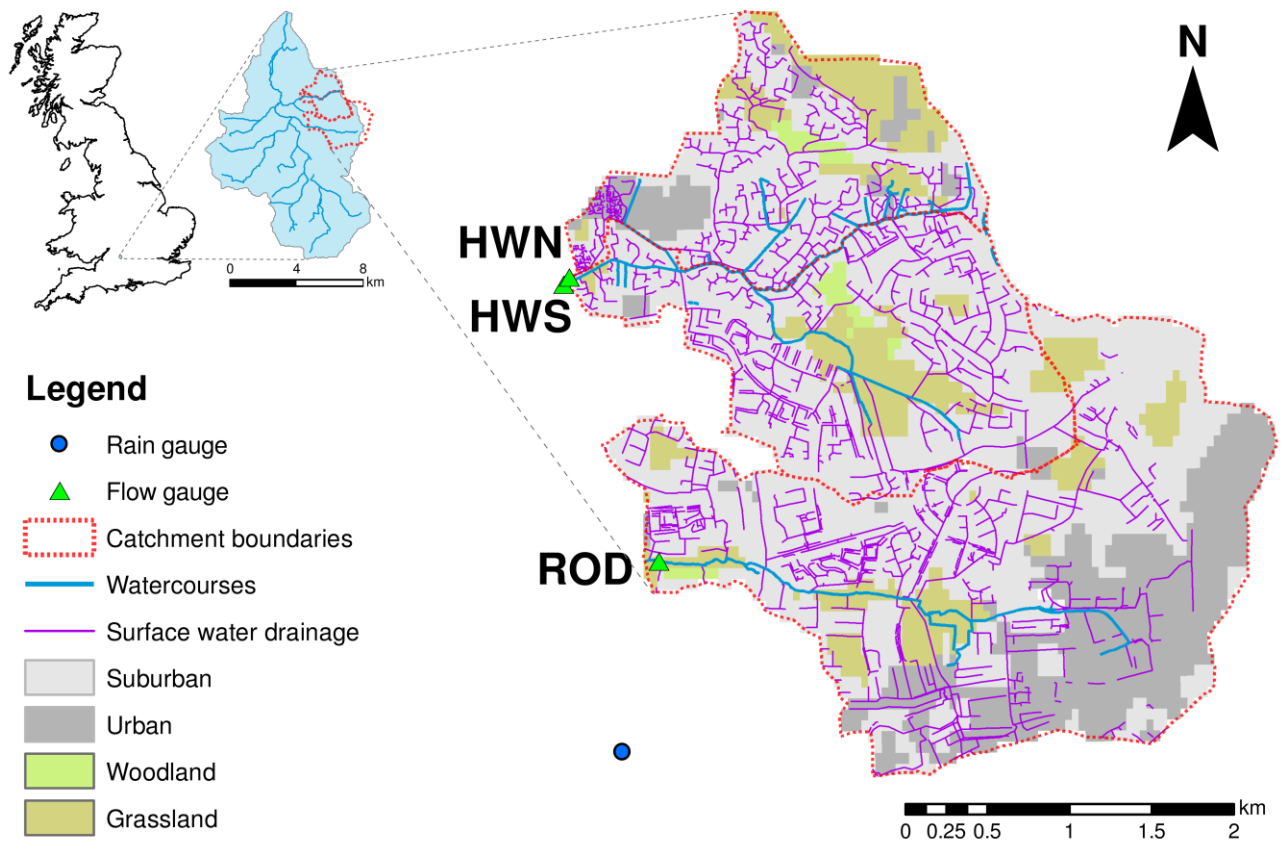 N
0 4 8
km
HWN
HWS
ROD
Legend
Rain gauge
Flow gauge
Catchment boundaries
Watercourses
Surface water drainage
Suburban
Urban
Woodland
Grassland
km
0 0.25 0.5 1 1.5 2